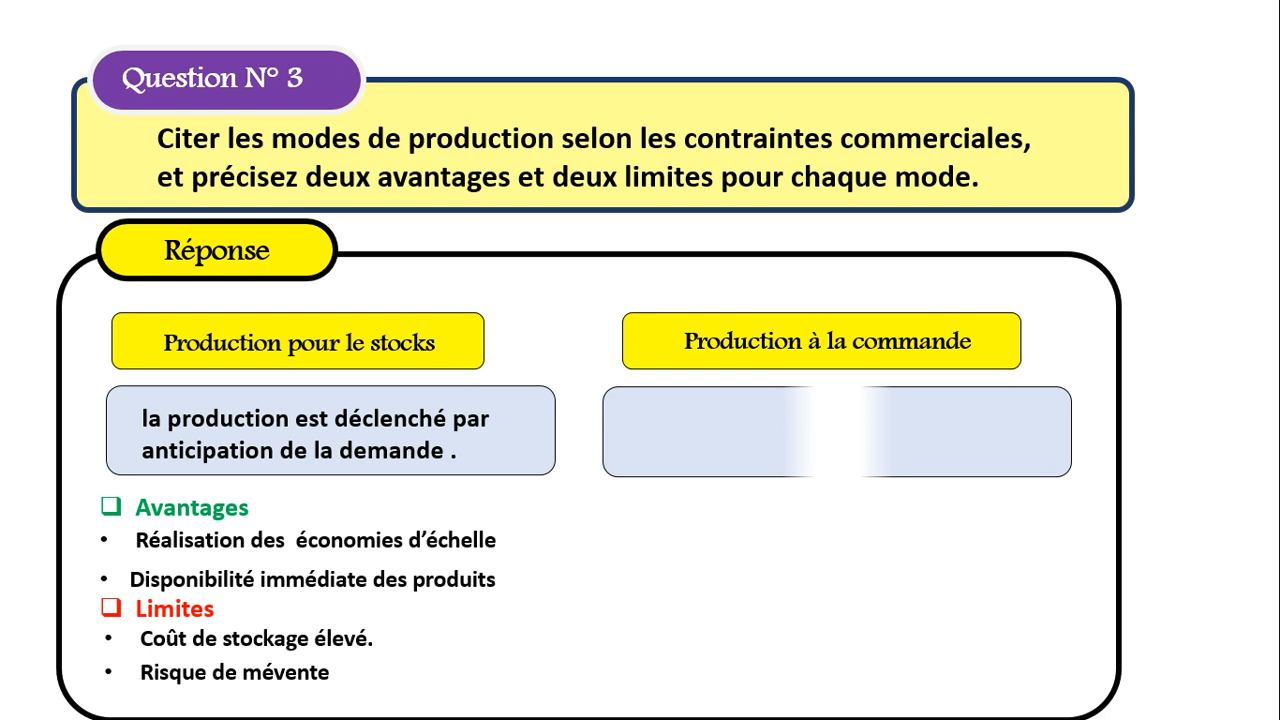 Question N° 3
Citer les modes de production selon les contraintes commerciales,
et précisez deux avantages et deux limites pour chaque mode.
Réponse
Production pour le stocks
Production à la commande
la production est déclenché par
anticipation de la demande .
❑ Avantages
• Réalisation des économies d’échelle
• Disponibilité immédiate des produits
❑ Limites
• Coût de stockage élevé.
• Risque de mévente